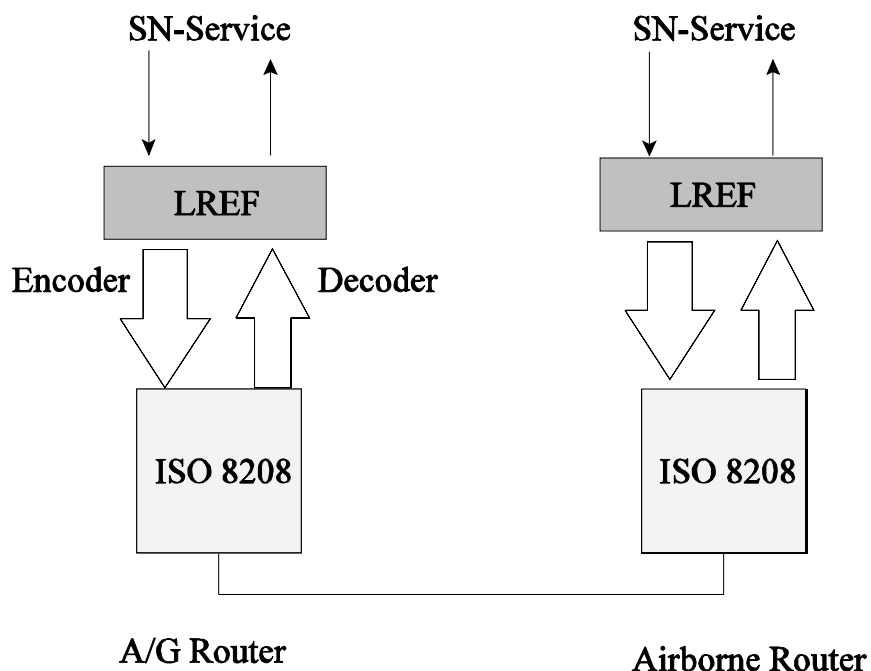 SN-Service
SN-Service
LREF
LREF
Encoder
Decoder
ISO 8208
ISO 8208
A/G Router
Airborne Router